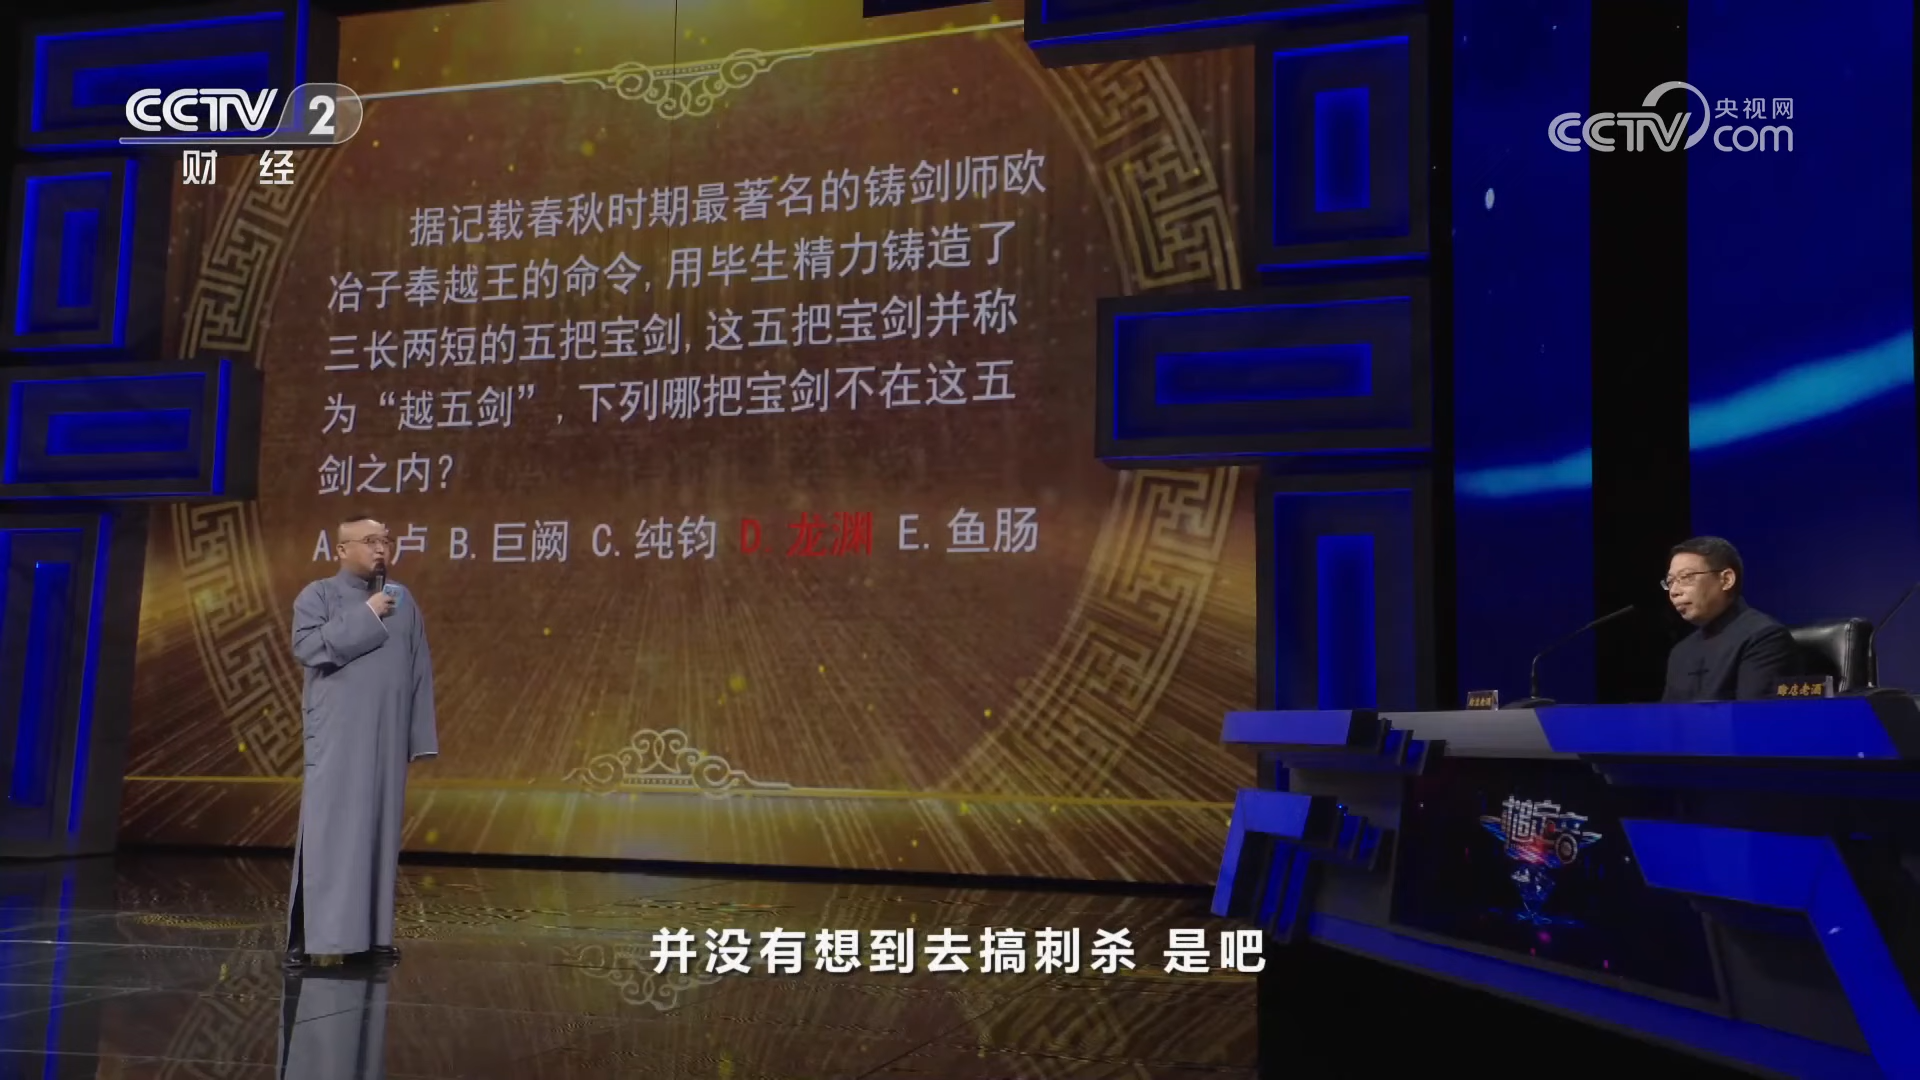 CCTV 2
财 经
央视网
CCTV com
据记载春秋时期最著名的铸剑师欧
冶子奉越王的命令,用毕生精力铸造了
三长两短的五把宝剑,这五把宝剑并称
为“越五剑”,下列哪把宝剑不在这五
剑之内?
A. 卢 B.巨阙 C.纯钧 D.龙渊 E.鱼肠
并没有想到去搞刺杀 是吧